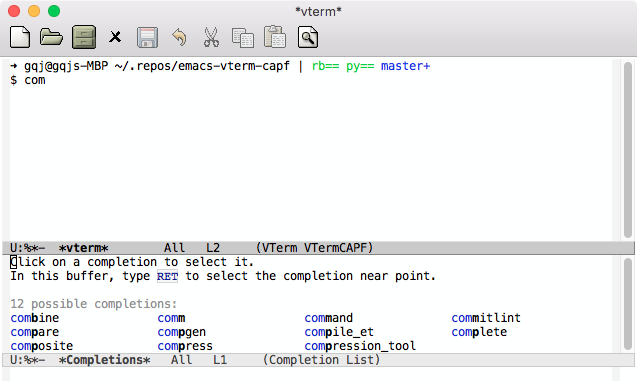 *vterm*
➜ gqj@gqjs-MBP ~/.repos/emacs-vterm-capf | rb== py== master+
$ com
U:%*-  *vterm*        All   L2     (VTerm VTermCAPF)
Click on a completion to select it.
In this buffer, type RET to select the completion near point.
12 possible completions:
combine comm command commitlint
compare compgen compile_et complete
composite compress compression_tool
U:%*-  *Completions*   All   L1     (Completion List)